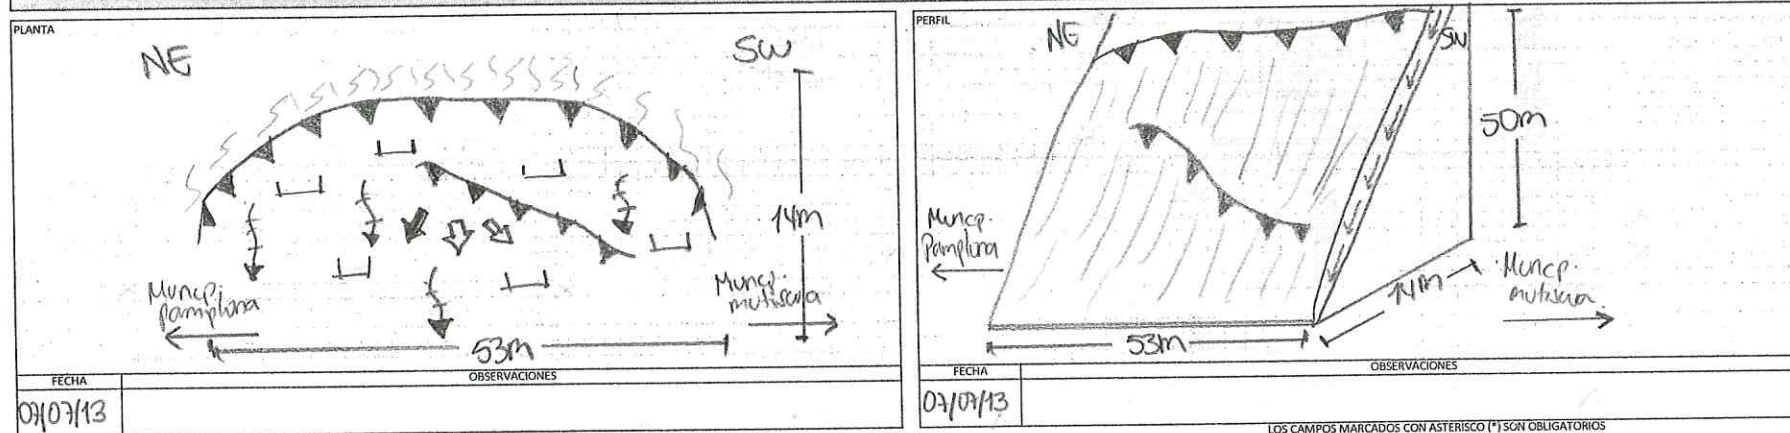 PLANTA
NE
SW
14m
Muncp.
Pamplona
Muncp.
mutiscua
53m
FECHA
OBSERVACIONES
07/07/13
PERFIL
NE
SW
50m
Muncp.
Pamplona
14m
Muncp.
mutiscua.
53m
FECHA
OBSERVACIONES
07/07/13
LOS CAMPOS MARCADOS CON ASTERISCO (*) SON OBLIGATORIOS